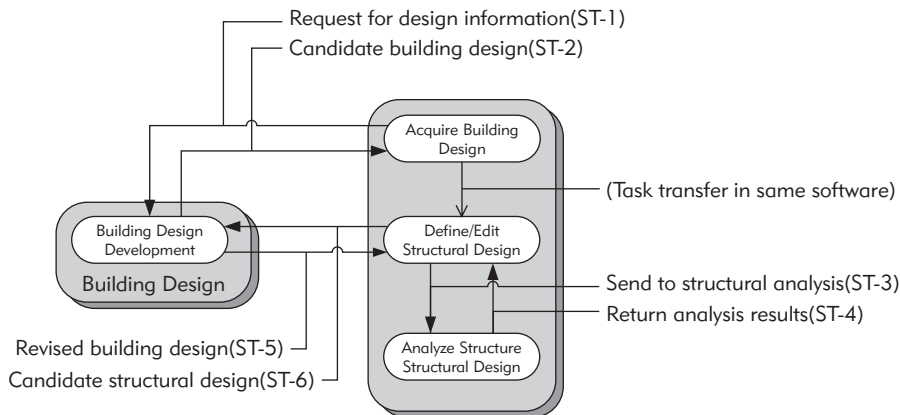 Request for design information(ST-1)
Candidate building design(ST-2)
Acquire Building
Design
(Task transfer in same software)
Building Design
Development
Building Design
Define/Edit
Structural Design
Send to structural analysis(ST-3)
Return analysis results(ST-4)
Revised building design(ST-5)
Candidate structural design(ST-6)
Analyze Structure
Structural Design